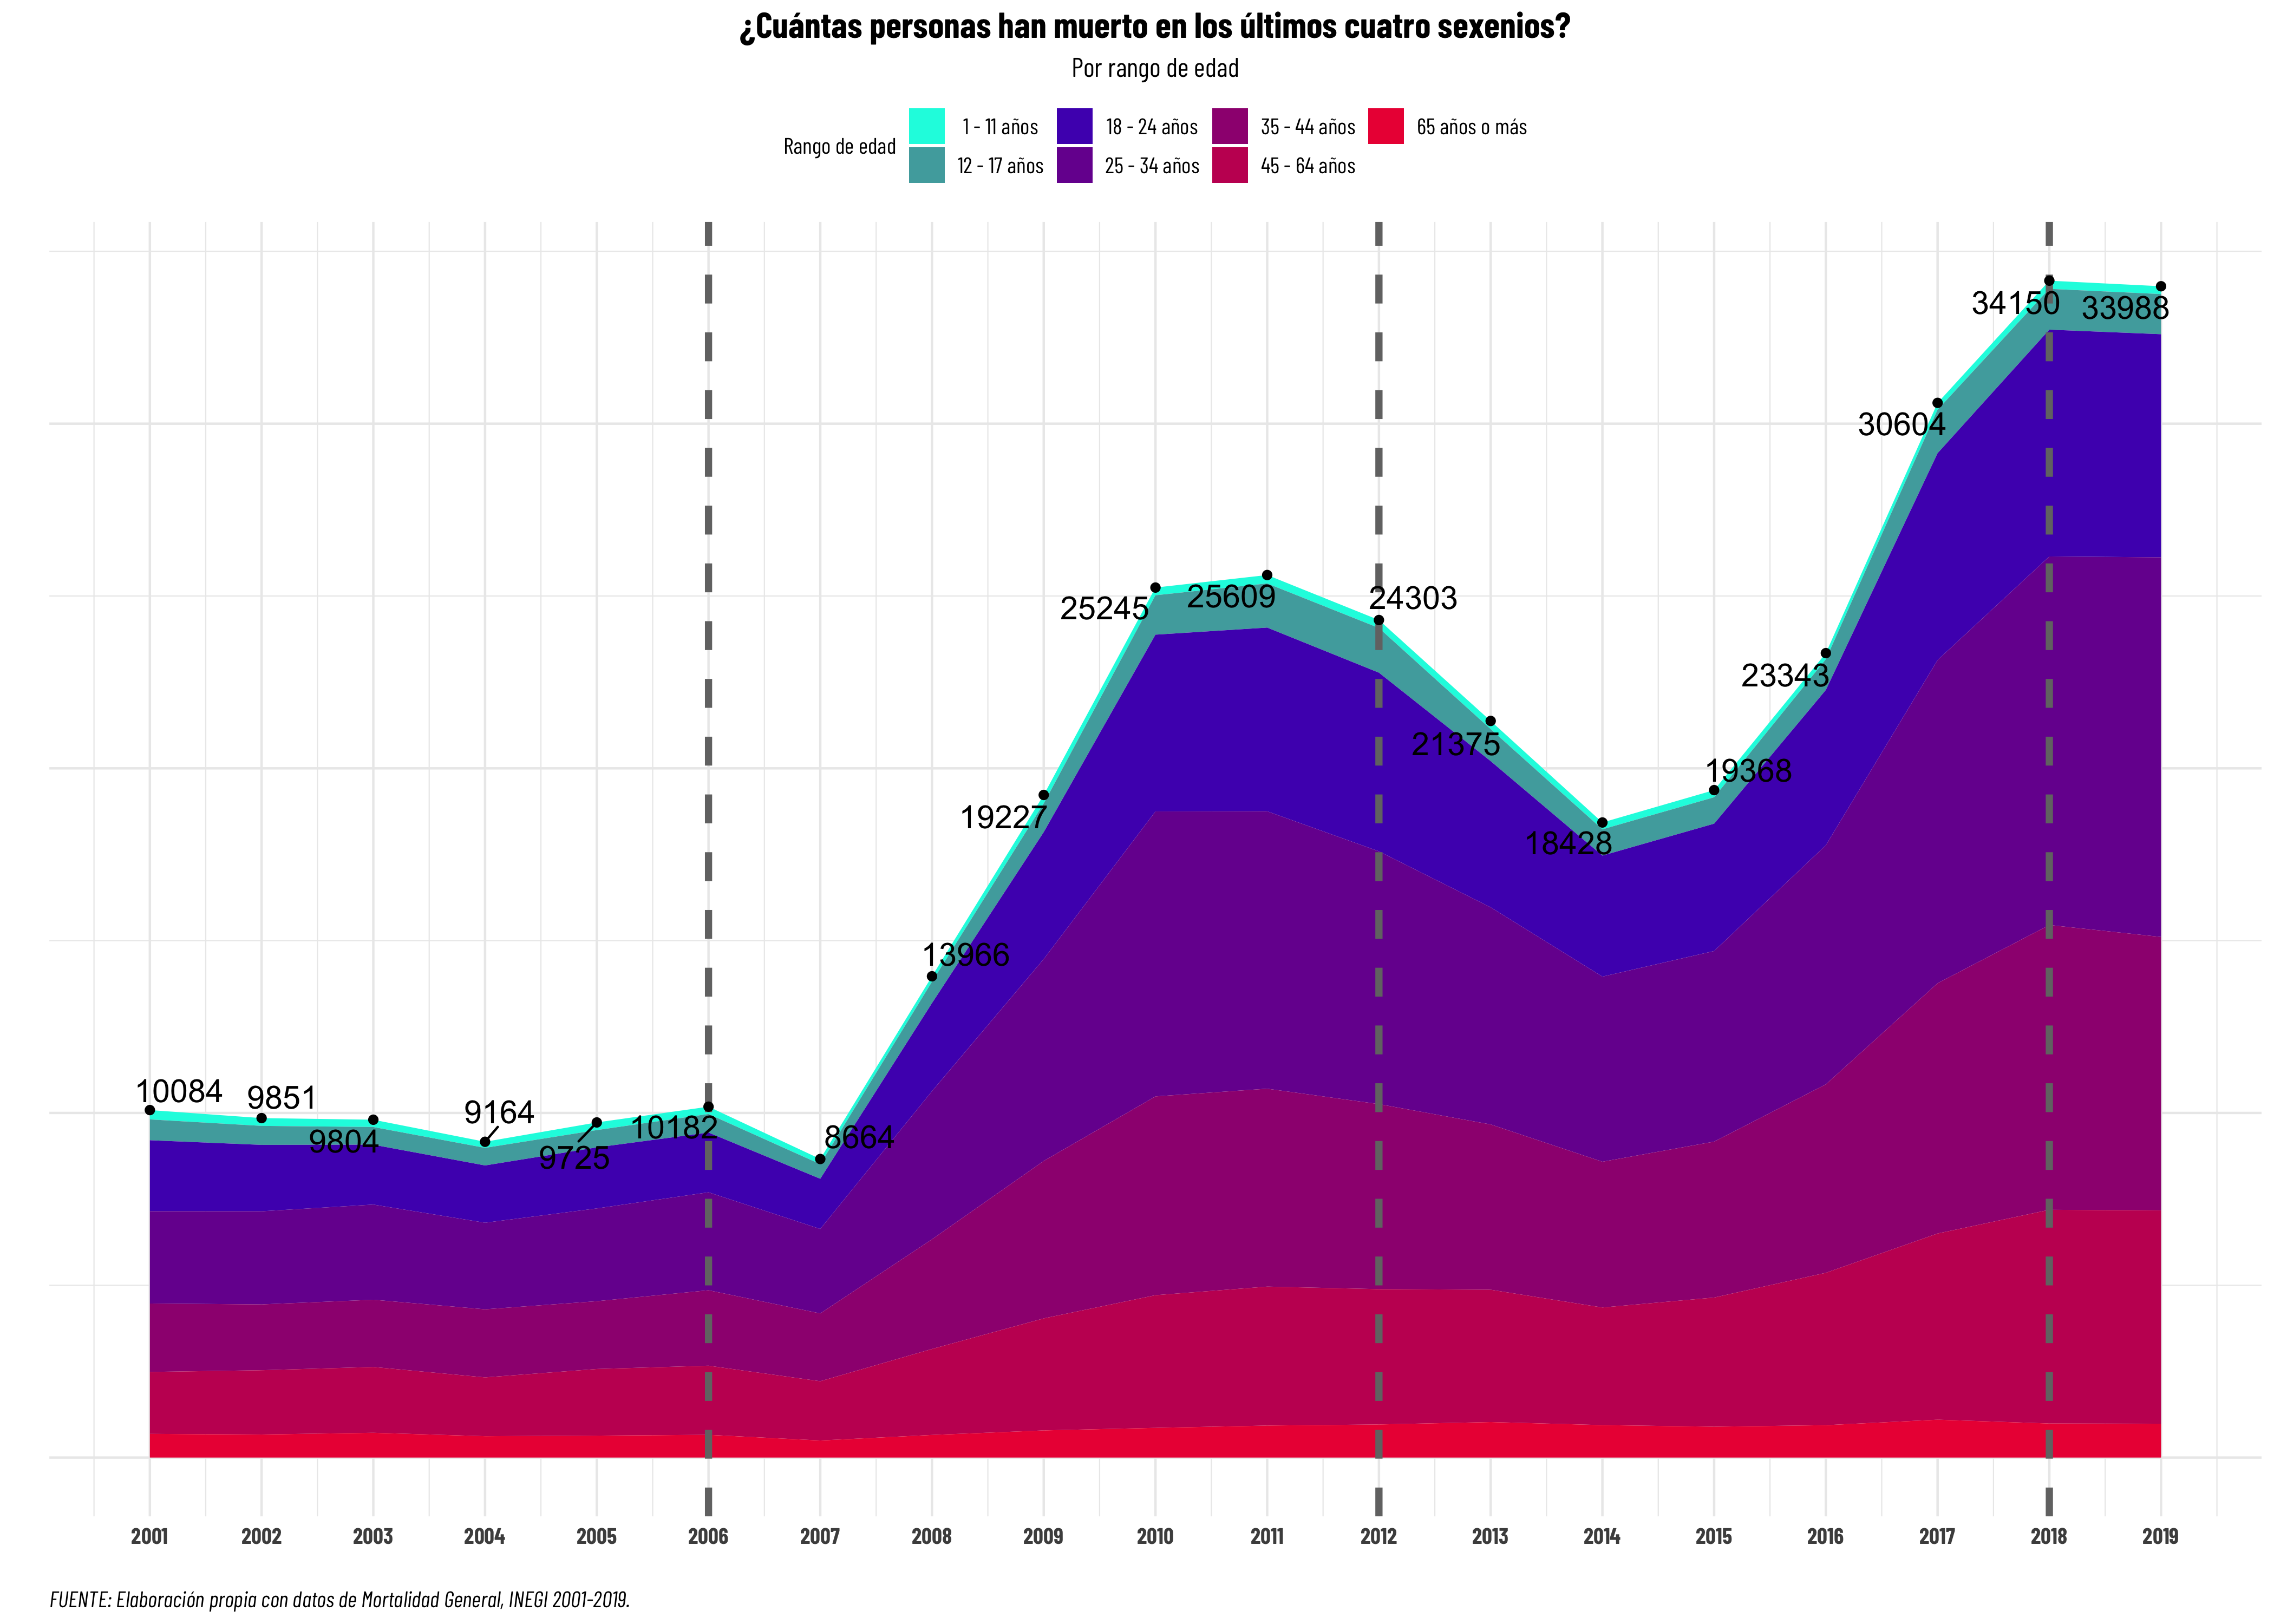 ¿Cuántas personas han muerto en los últimos cuatro sexenios?
Por rango de edad
Rango de edad
1 - 11 años
18 - 24 años
35 - 44 años
65 años o más
12 - 17 años
25 - 34 años
45 - 64 años
10084
9851
9804
9164
9725
10182
8664
13966
19227
25245
25609
24303
21375
18428
19368
23343
30604
34150
33988
2001 2002 2003 2004 2005 2006 2007 2008 2009 2010 2011 2012 2013 2014 2015 2016 2017 2018 2019
FUENTE: Elaboración propia con datos de Mortalidad General, INEGI 2001-2019.